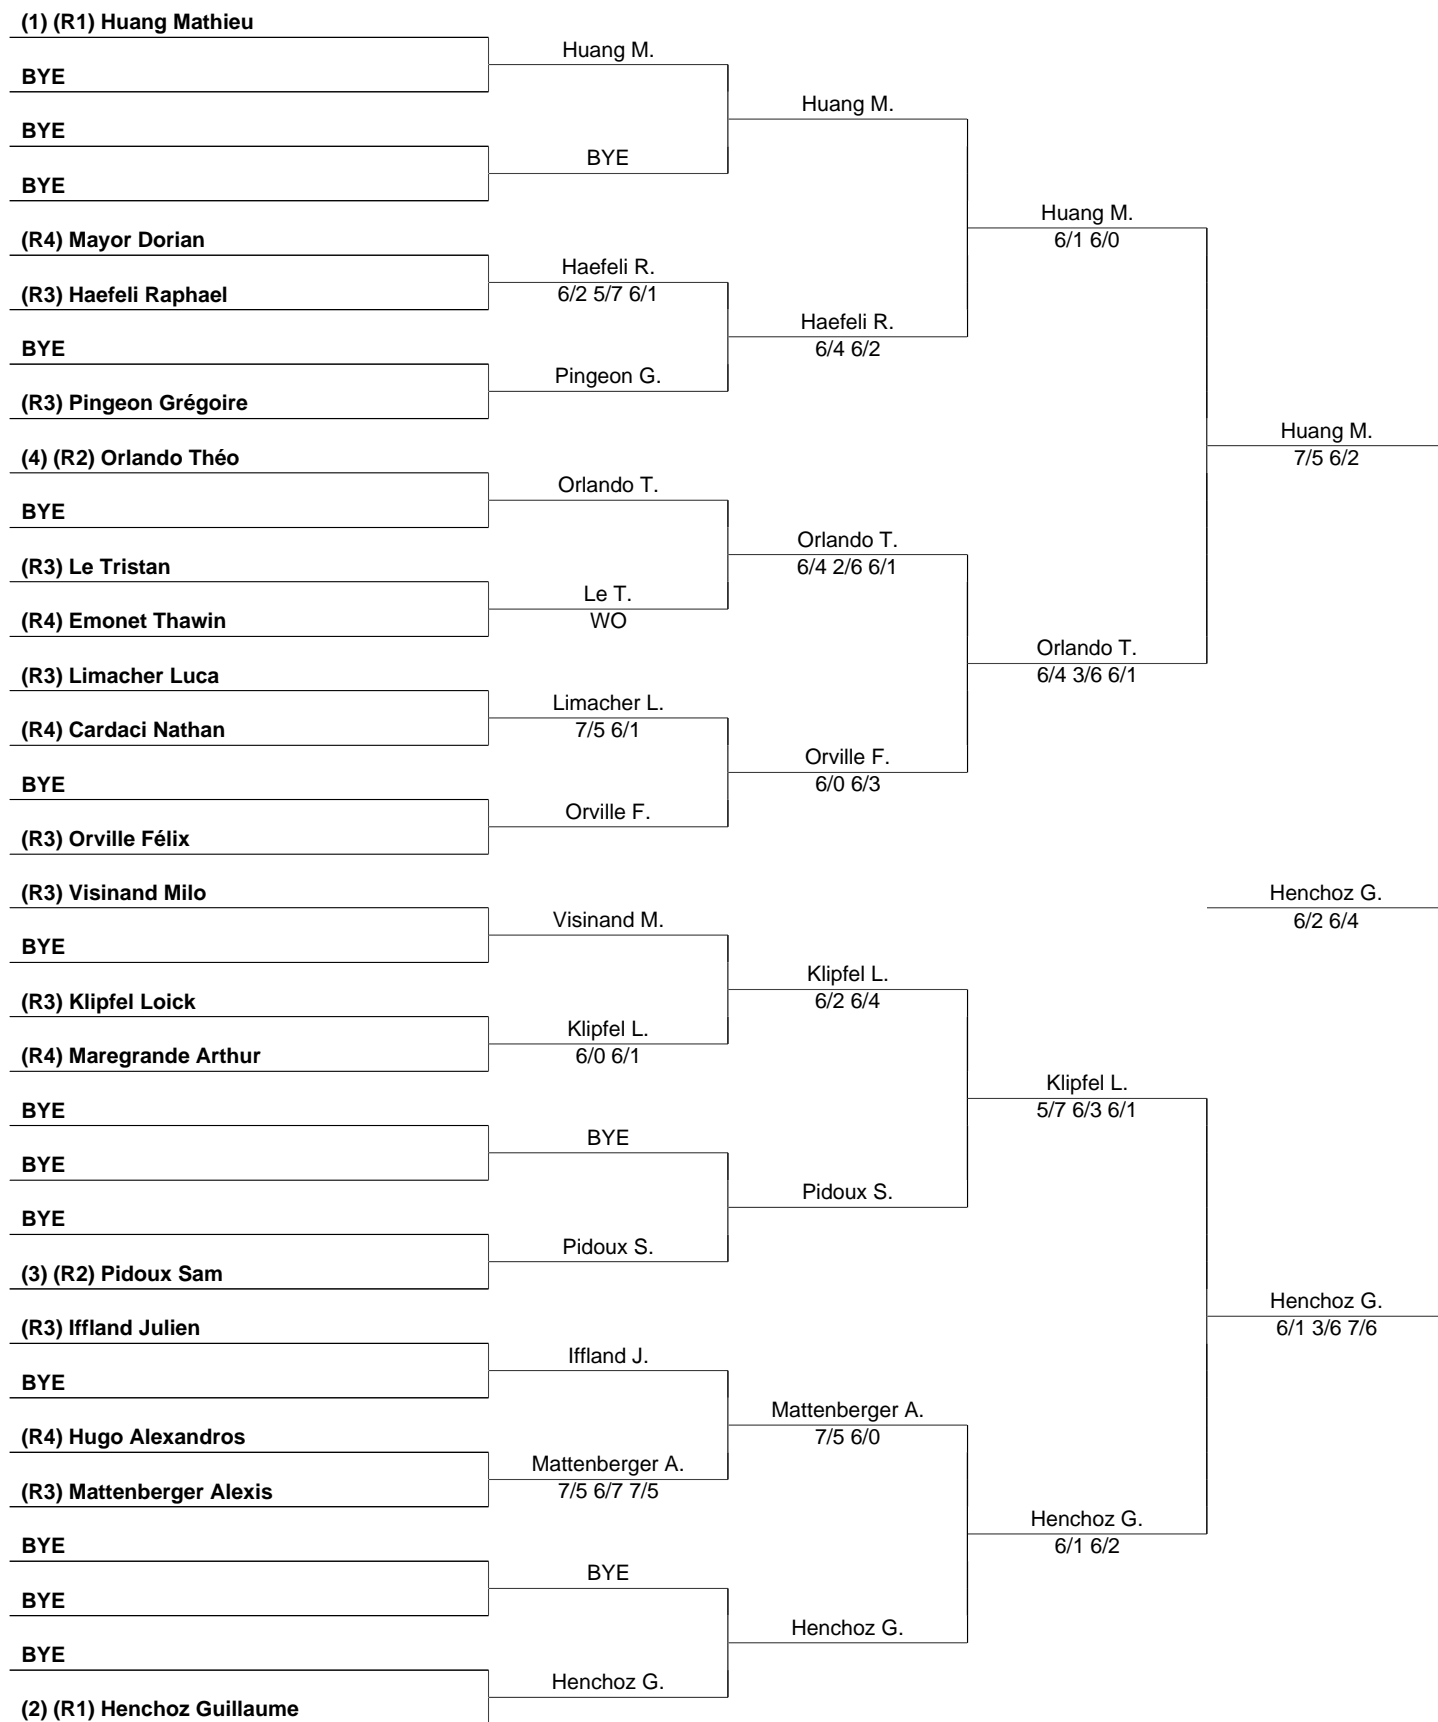 (1) (R1) Huang Mathieu
BYE
BYE
BYE
(R4) Mayor Dorian
(R3) Haefeli Raphael
BYE
(R3) Pingeon Grégoire
(4) (R2) Orlando Théo
BYE
(R3) Le Tristan
(R4) Emonet Thawin
(R3) Limacher Luca
(R4) Cardaci Nathan
BYE
(R3) Orville Félix
(R3) Visinand Milo
BYE
(R3) Klipfel Loick
(R4) Maregrande Arthur
BYE
BYE
BYE
(3) (R2) Pidoux Sam
(R3) Iffland Julien
BYE
(R4) Hugo Alexandros
(R3) Mattenberger Alexis
BYE
BYE
BYE
(2) (R1) Henchoz Guillaume
Huang M.
BYE
Haefeli R.
6/2 5/7 6/1
Pingeon G.
Orlando T.
Le T.
WO
Limacher L.
7/5 6/1
Orville F.
Visinand M.
Klipfel L.
6/0 6/1
BYE
Pidoux S.
Iffland J.
Mattenberger A.
7/5 6/7 7/5
BYE
Henchoz G.
Huang M.
Haefeli R.
6/4 6/2
Orlando T.
6/4 2/6 6/1
Orville F.
6/0 6/3
Klipfel L.
6/2 6/4
Pidoux S.
Mattenberger A.
7/5 6/0
Henchoz G.
Huang M.
6/1 6/0
Orlando T.
6/4 3/6 6/1
Klipfel L.
5/7 6/3 6/1
Henchoz G.
6/1 6/2
Huang M.
7/5 6/2
Henchoz G.
6/2 6/4
Henchoz G.
6/1 3/6 7/6